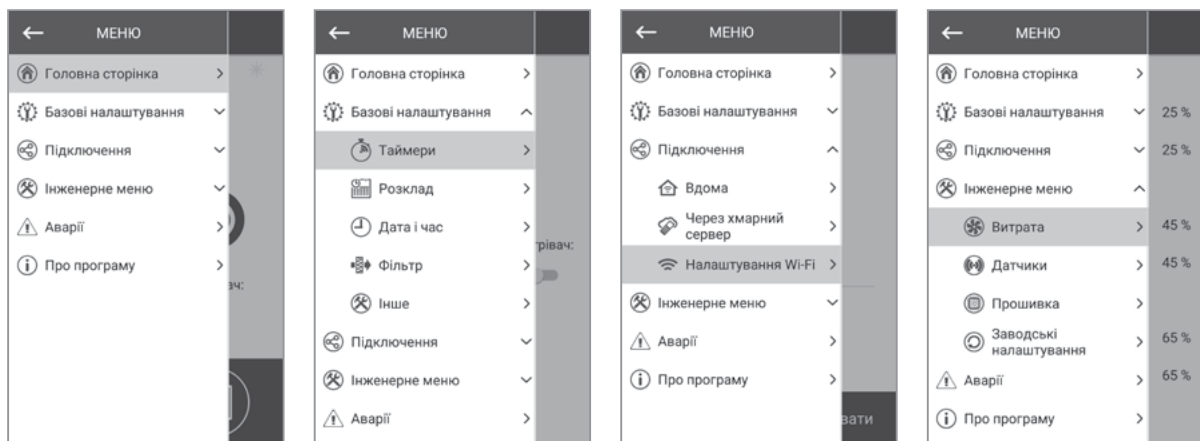 МЕНЮ
Головна сторінка
Базові налаштування
Підключення
Інженерне меню
Аварії
Про програму
МЕНЮ
Головна сторінка
Базові налаштування
Таймери
Розклад
Дата і час
Фільтр
Інше
Підключення
Інженерне меню
Аварії
МЕНЮ
Головна сторінка
Базові налаштування
Підключення
Вдома
Через хмарний
сервер
Налаштування Wi-Fi
Інженерне меню
Аварії
Про програму
вати
МЕНЮ
Головна сторінка
Базові налаштування
Підключення
Інженерне меню
Витрата
Датчики
Прошивка
Заводські
налаштування
Аварії
Про програму
25 %
25 %
45 %
45 %
65 %
65 %